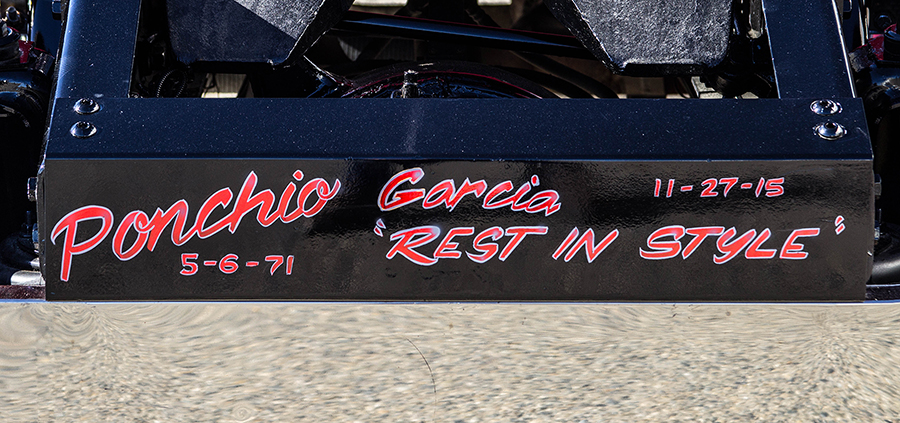 Ponchio Garcia 11-27-15
5-6-71 "REST IN STYLE"